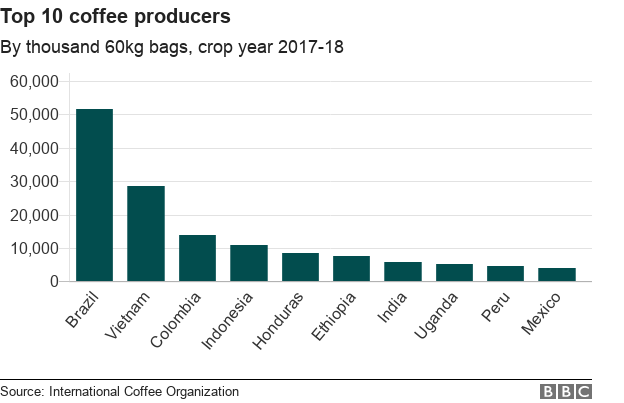 Top 10 coffee producers
By thousand 60kg bags, crop year 2017-18
60,000
50,000
40,000
30,000
20,000
10,000
0
Brazil
Vietnam
Colombia
Indonesia
Honduras
Ethiopia
India
Uganda
Peru
Mexico
Source: International Coffee Organization
BBC